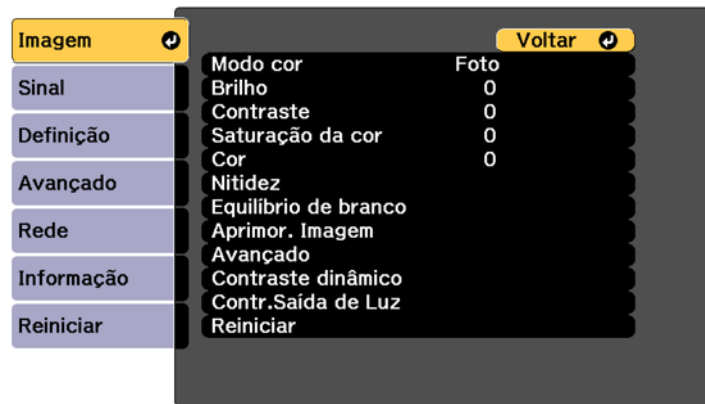 Imagem
Sinal
Definição
Avançado
Rede
Informação
Reiniciar
Voltar
Modo cor Foto
Brilho 0
Contraste 0
Saturação da cor 0
Cor 0
Nitidez
Equilíbrio de branco
Aprimor. Imagem
Avançado
Contraste dinâmico
Contr.Saída de Luz
Reiniciar